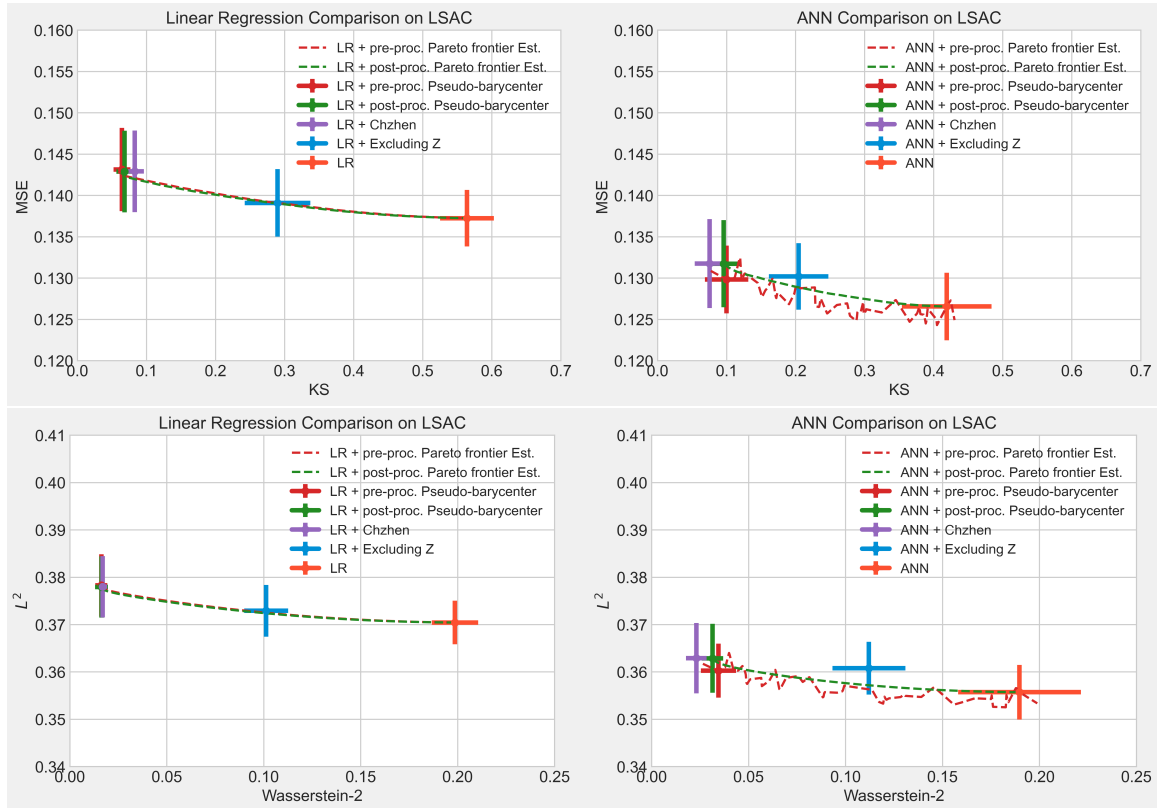 Linear Regression Comparison on LSAC
0.160
0.155
0.150
0.145
0.140
0.135
0.130
0.125
0.120
MSE
LR + pre-proc. Pareto frontier Est.
LR + post-proc. Pareto frontier Est.
LR + pre-proc. Pseudo-barycenter
LR + post-proc. Pseudo-barycenter
LR + Chzhen
LR + Excluding Z
LR
0.0 0.1 0.2 0.3 0.4 0.5 0.6 0.7
KS
ANN Comparison on LSAC
0.160
0.155
0.150
0.145
0.140
0.135
0.130
0.125
0.120
MSE
ANN + pre-proc. Pareto frontier Est.
ANN + post-proc. Pareto frontier Est.
ANN + pre-proc. Pseudo-barycenter
ANN + post-proc. Pseudo-barycenter
ANN + Chzhen
ANN + Excluding Z
ANN
0.0 0.1 0.2 0.3 0.4 0.5 0.6 0.7
KS
Linear Regression Comparison on LSAC
0.41
0.40
0.39
0.38
0.37
0.36
0.35
0.34
L²
LR + pre-proc. Pareto frontier Est.
LR + post-proc. Pareto frontier Est.
LR + pre-proc. Pseudo-barycenter
LR + post-proc. Pseudo-barycenter
LR + Chzhen
LR + Excluding Z
LR
0.00 0.05 0.10 0.15 0.20 0.25
Wasserstein-2
ANN Comparison on LSAC
0.41
0.40
0.39
0.38
0.37
0.36
0.35
0.34
L²
ANN + pre-proc. Pareto frontier Est.
ANN + post-proc. Pareto frontier Est.
ANN + pre-proc. Pseudo-barycenter
ANN + post-proc. Pseudo-barycenter
ANN + Chzhen
ANN + Excluding Z
ANN
0.00 0.05 0.10 0.15 0.20 0.25
Wasserstein-2